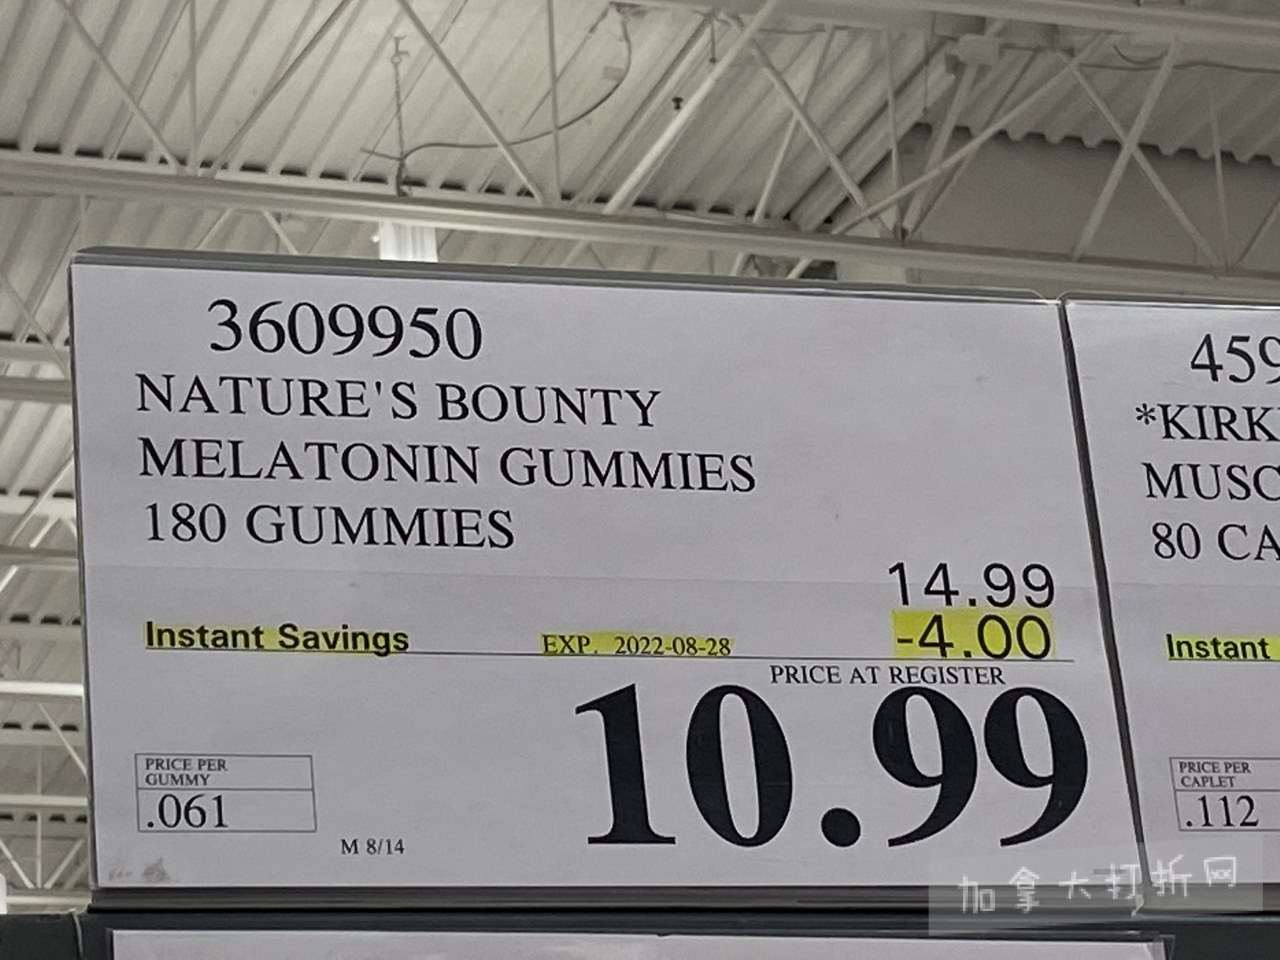 3609950
NATURE'S BOUNTY
MELATONIN GUMMIES
180 GUMMIES
14.99
Instant Savings EXP. 2022-08-28 -4.00
PRICE AT REGISTER
10.99
PRICE PER
GUMMY
.061
M 8/14
459
*KIRK
MUSC
80 CA
Instant
PRICE PER
CAPLET
.112
加拿大打折网